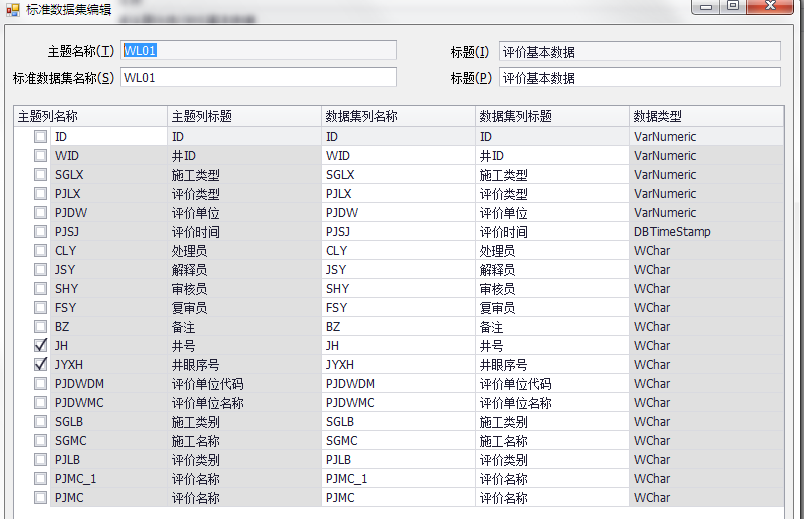 标准数据集编辑
主题名称(T) WL01 标题(I) 评价基本数据
标准数据集名称(S) WL01 标题(P) 评价基本数据
主题列名称 主题列标题 数据集列名称 数据集列标题 数据类型
ID ID ID ID VarNumeric
WID 井ID WID 井ID VarNumeric
SGLX 施工类型 SGLX 施工类型 VarNumeric
PJLX 评价类型 PJLX 评价类型 VarNumeric
PJDW 评价单位 PJDW 评价单位 VarNumeric
PJSJ 评价时间 PJSJ 评价时间 DBTimeStamp
CLY 处理员 CLY 处理员 WChar
JSY 解释员 JSY 解释员 WChar
SHY 审核员 SHY 审核员 WChar
FSY 复审员 FSY 复审员 WChar
BZ 备注 BZ 备注 WChar
JH 井号 JH 井号 WChar
JYXH 井眼序号 JYXH 井眼序号 WChar
PJDWDM 评价单位代码 PJDWDM 评价单位代码 WChar
PJDWMC 评价单位名称 PJDWMC 评价单位名称 WChar
SGLB 施工类别 SGLB 施工类别 WChar
SGMC 施工名称 SGMC 施工名称 WChar
PJLB 评价类别 PJLB 评价类别 WChar
PJMC_1 评价名称 PJMC_1 评价名称 WChar
PJMC 评价名称 PJMC 评价名称 WChar